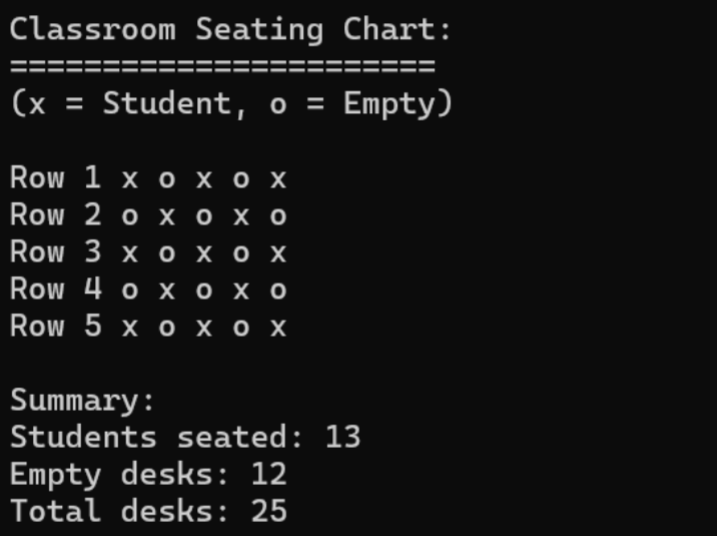 Classroom Seating Chart:
=======================
(x = Student, o = Empty)
Row 1 x o x o x
Row 2 o x o x o
Row 3 x o x o x
Row 4 o x o x o
Row 5 x o x o x
Summary:
Students seated: 13
Empty desks: 12
Total desks: 25